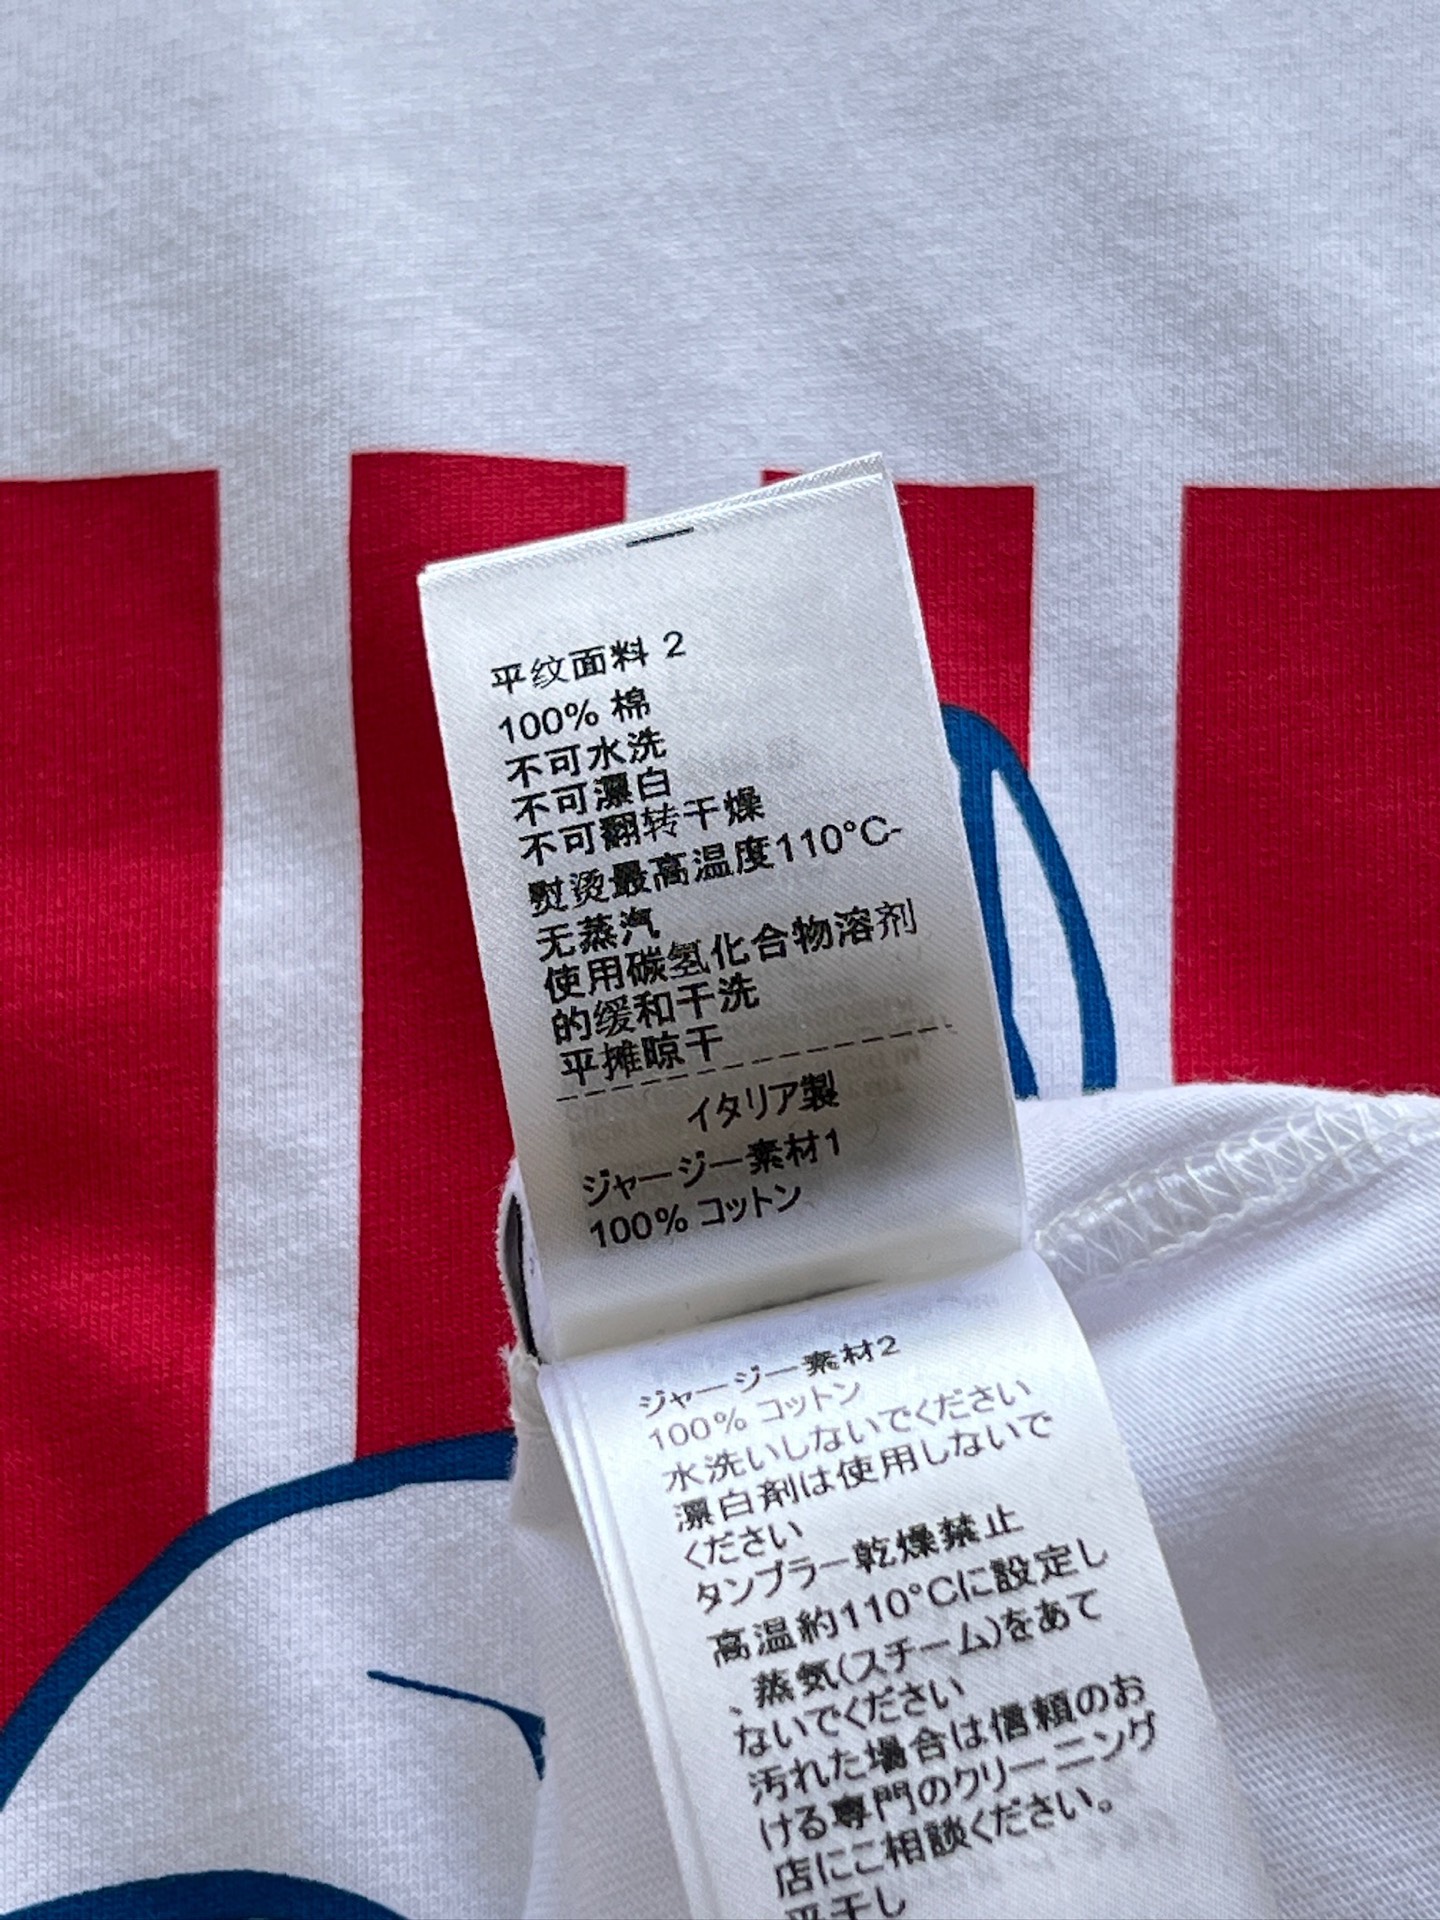 平纹面料 2
100% 棉
不可水洗
不可漂白
不可翻转干燥
熨烫最高温度110°C-
无蒸汽
使用碳氢化合物溶剂
的缓和干洗
平摊晾干
イタリア製
ジャージー素材1
100% コットン
ジャージー素材2
100% コットン
水洗いしないでください
漂白剤は使用しないで
ください
タンブラー乾燥禁止
高温約110°Cに設定し
、蒸気(スチーム)をあて
ないでください
汚れた場合は信頼のお
ける専門のクリーニング
店にご相談ください。
平干し